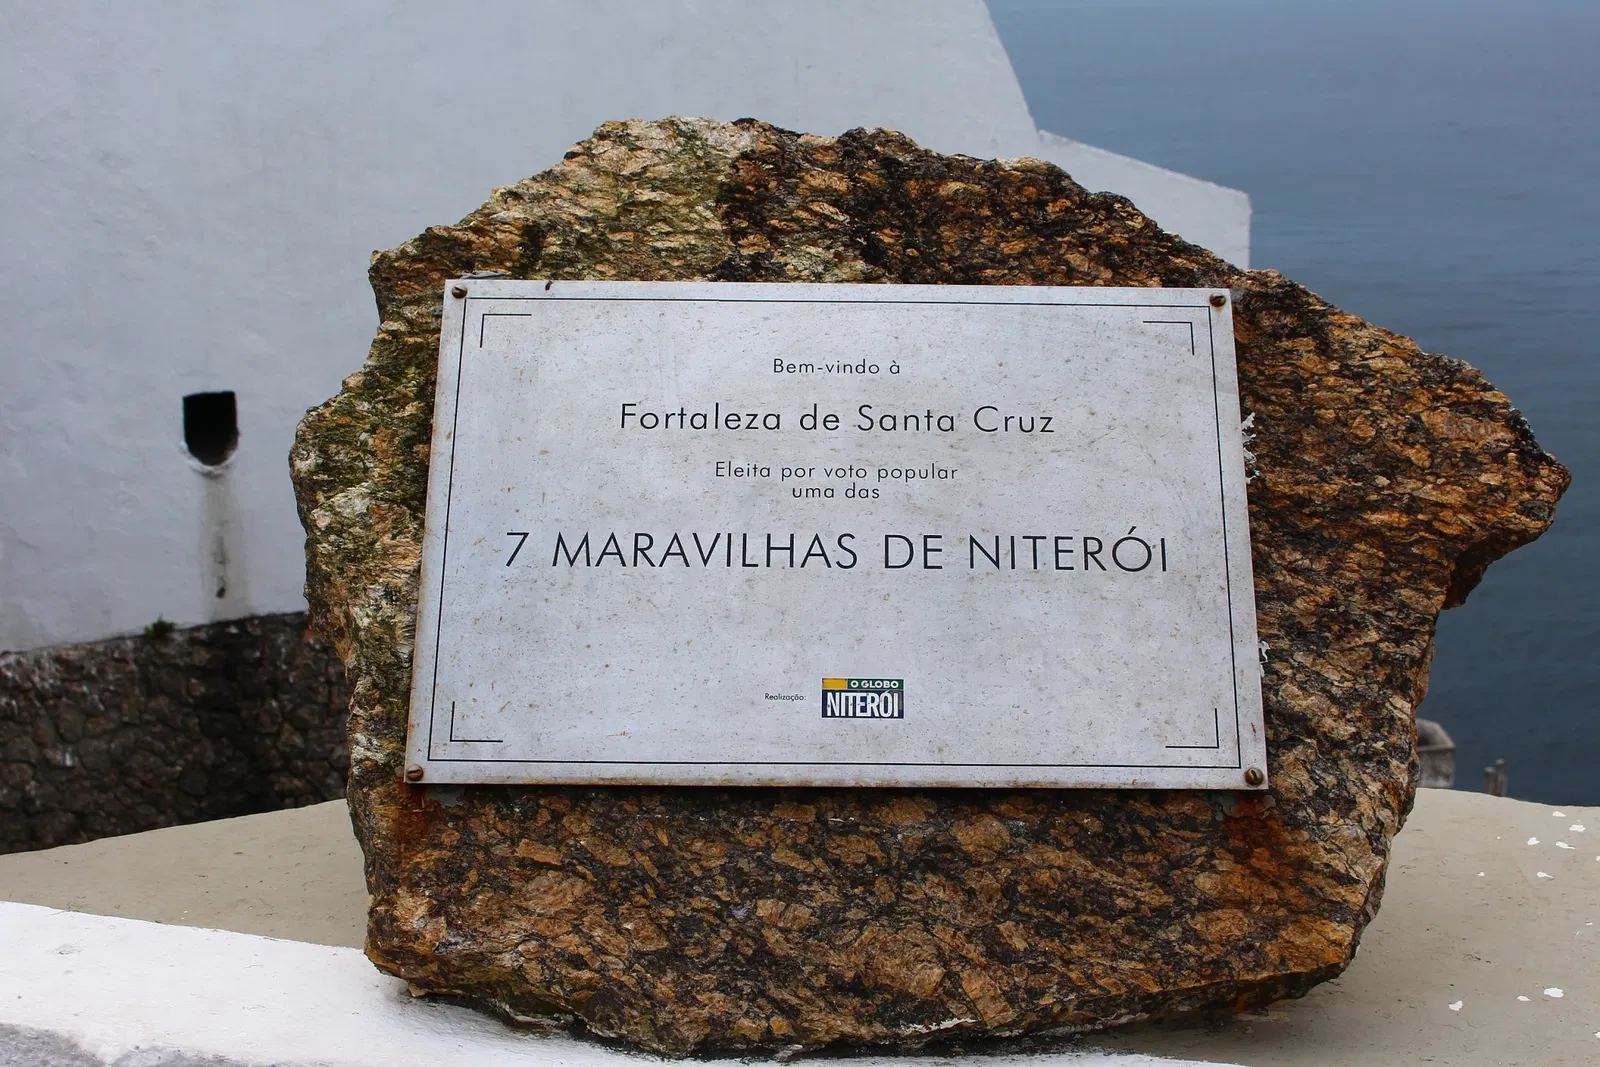 Bem-vindo à
Fortaleza de Santa Cruz
Eleita por voto popular
uma das
7 MARAVILHAS DE NITERÓI
Realização:
O GLOBO
NITERÓI